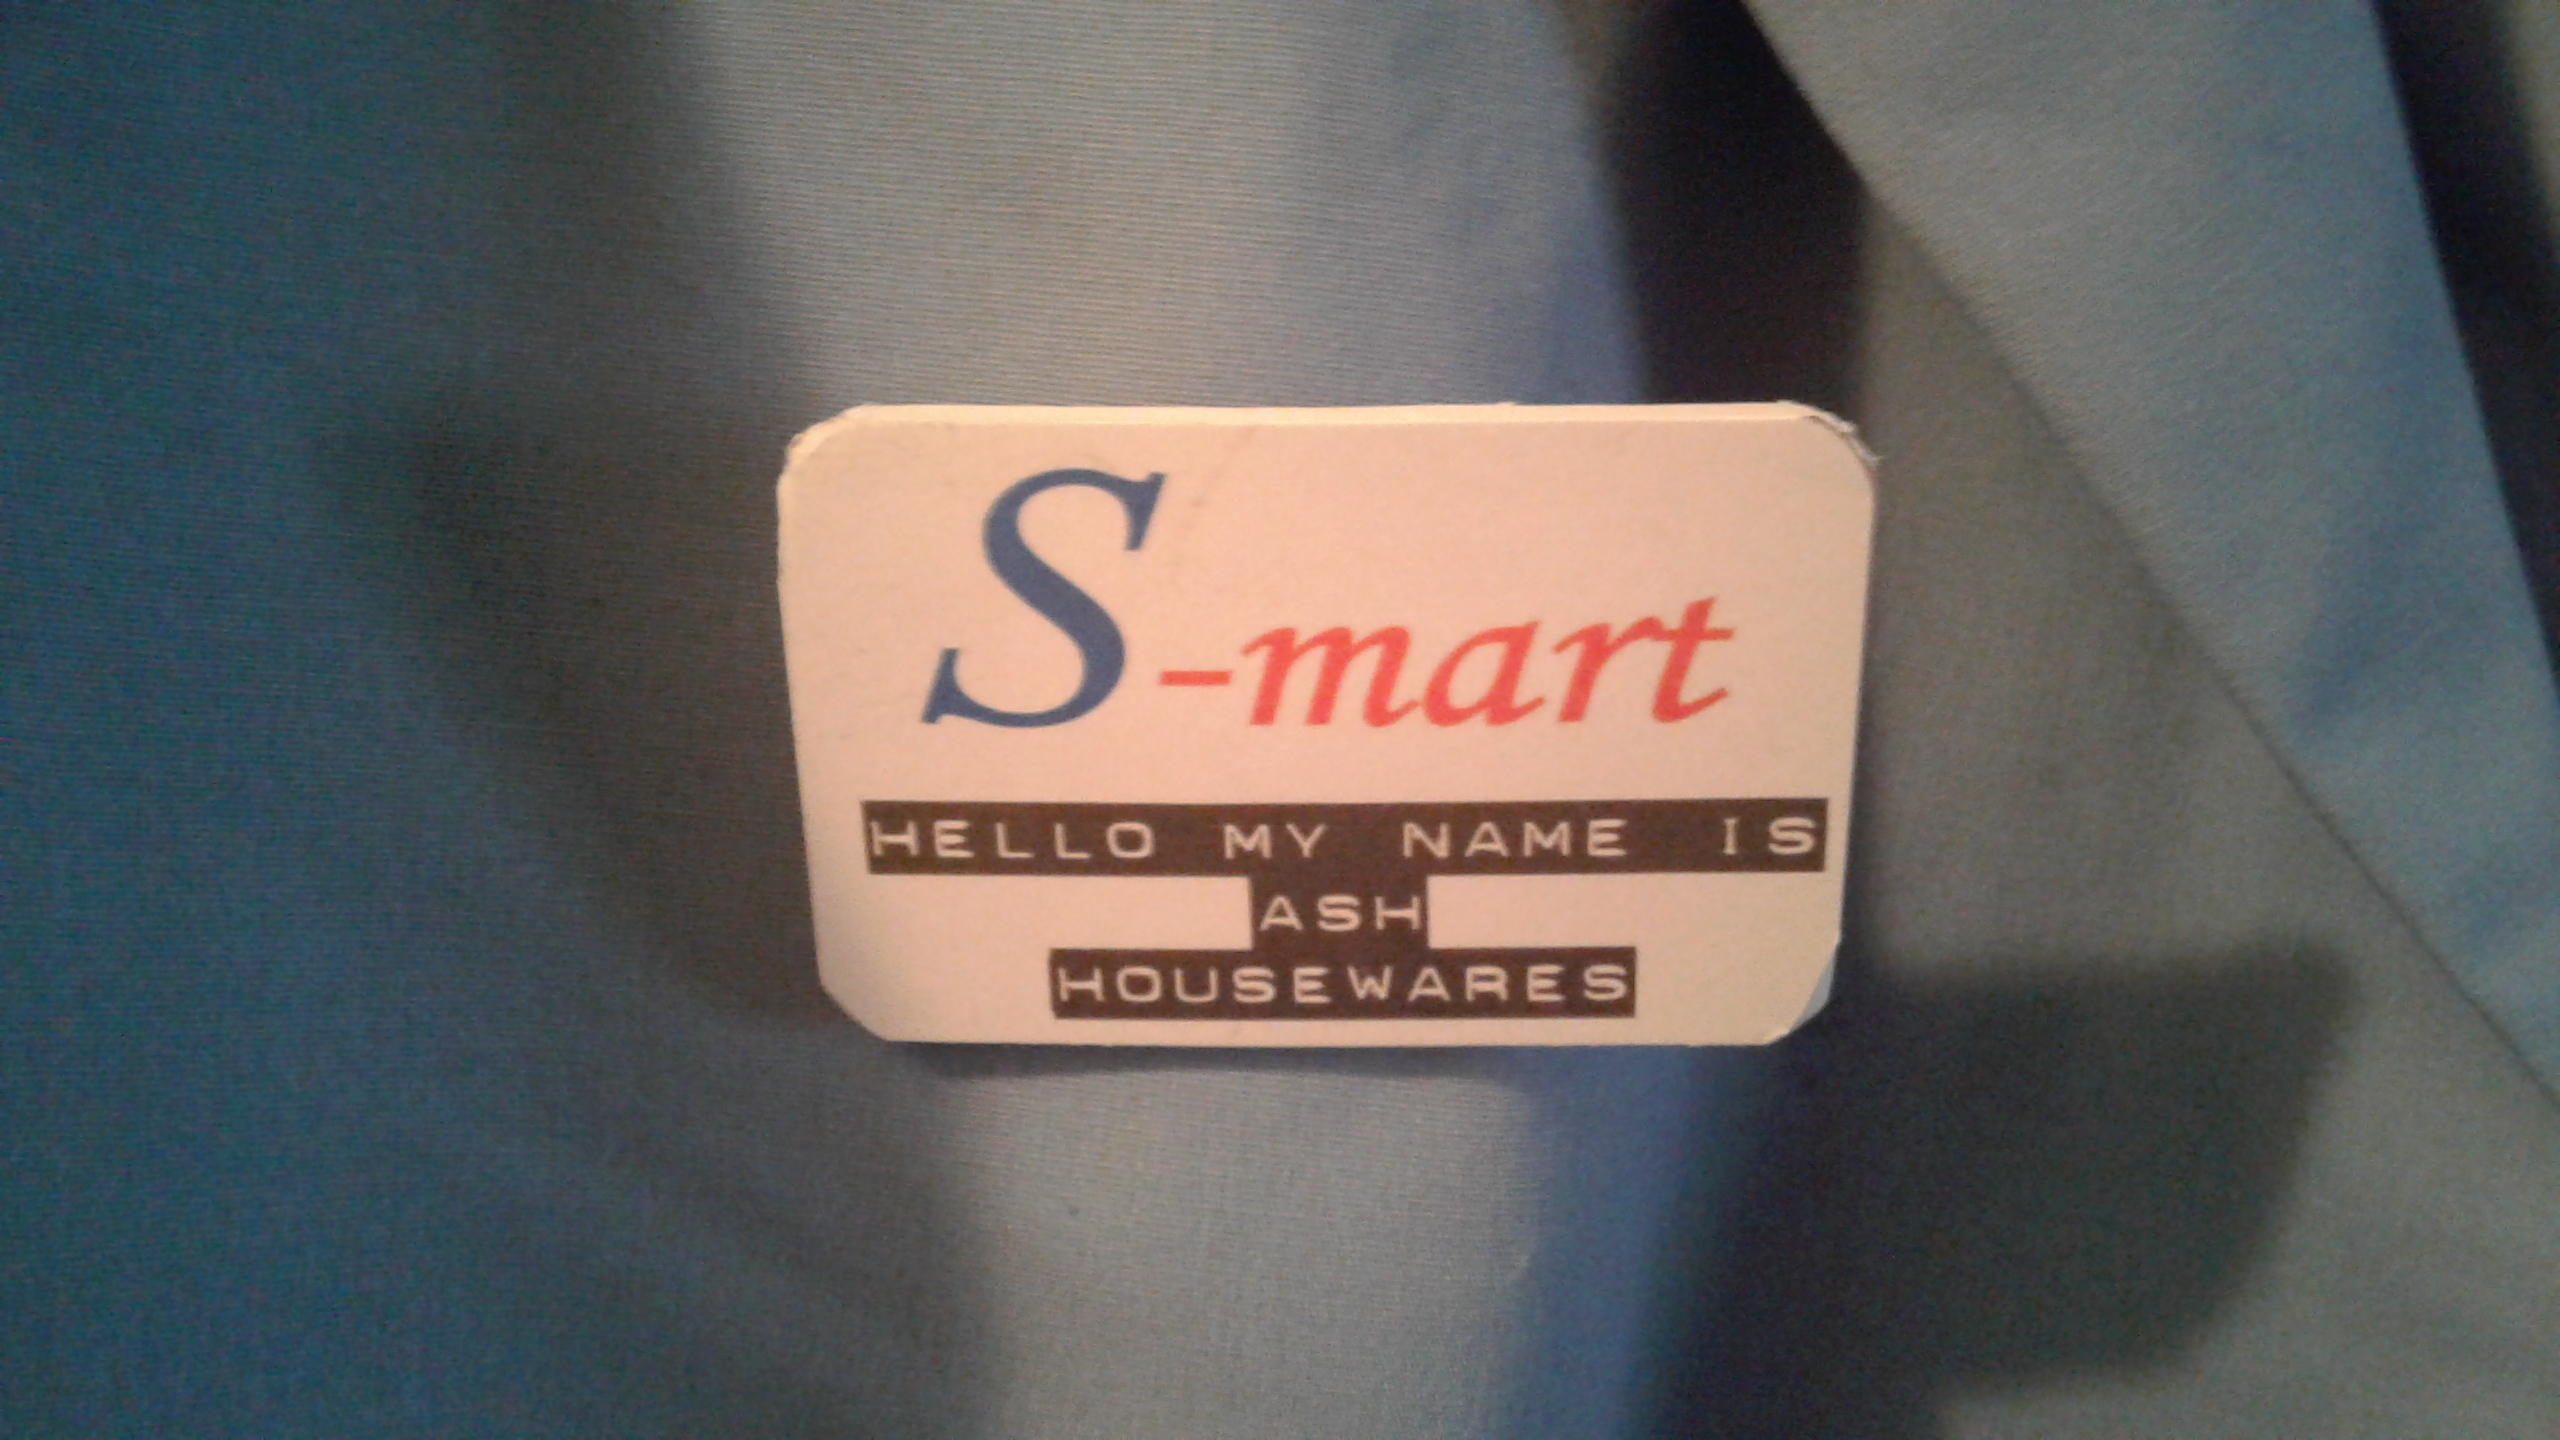 S-mart
HELLO MY NAME IS
ASH
HOUSEWARES